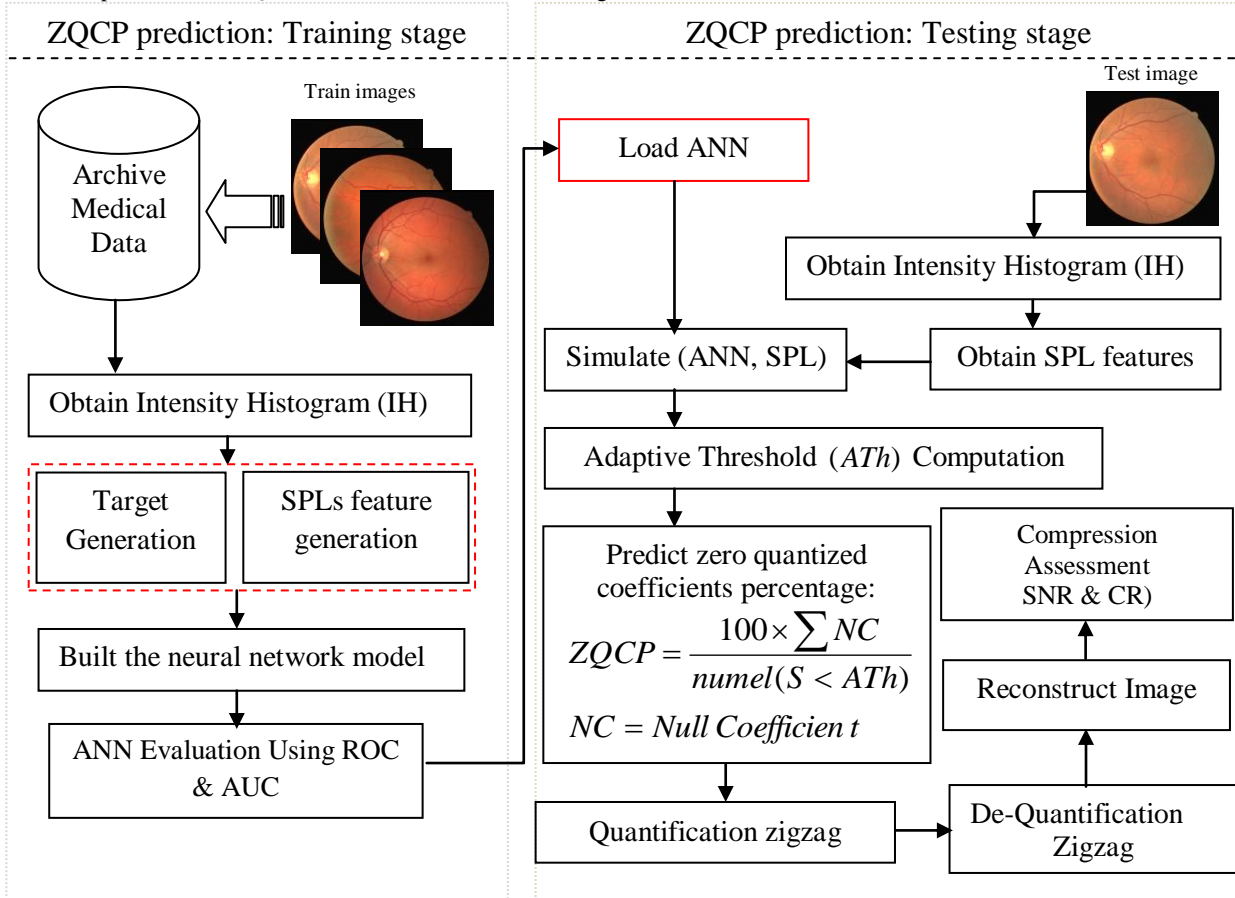 ZQCP prediction: Training stage
Train images
Archive
Medical
Data
Obtain Intensity Histogram (IH)
Target
Generation
SPLs feature
generation
Built the neural network model
ANN Evaluation Using ROC
& AUC
ZQCP prediction: Testing stage
Test image
Load ANN
Obtain Intensity Histogram (IH)
Simulate (ANN, SPL)
Obtain SPL features
Adaptive Threshold (ATh) Computation
Predict zero quantized
coefficients percentage:
ZQCP = 100 × ∑ NC / numel(S < ATh)
NC = Null Coefficien t
Quantification zigzag
De-Quantification
Zigzag
Reconstruct Image
Compression
Assessment
SNR & CR)